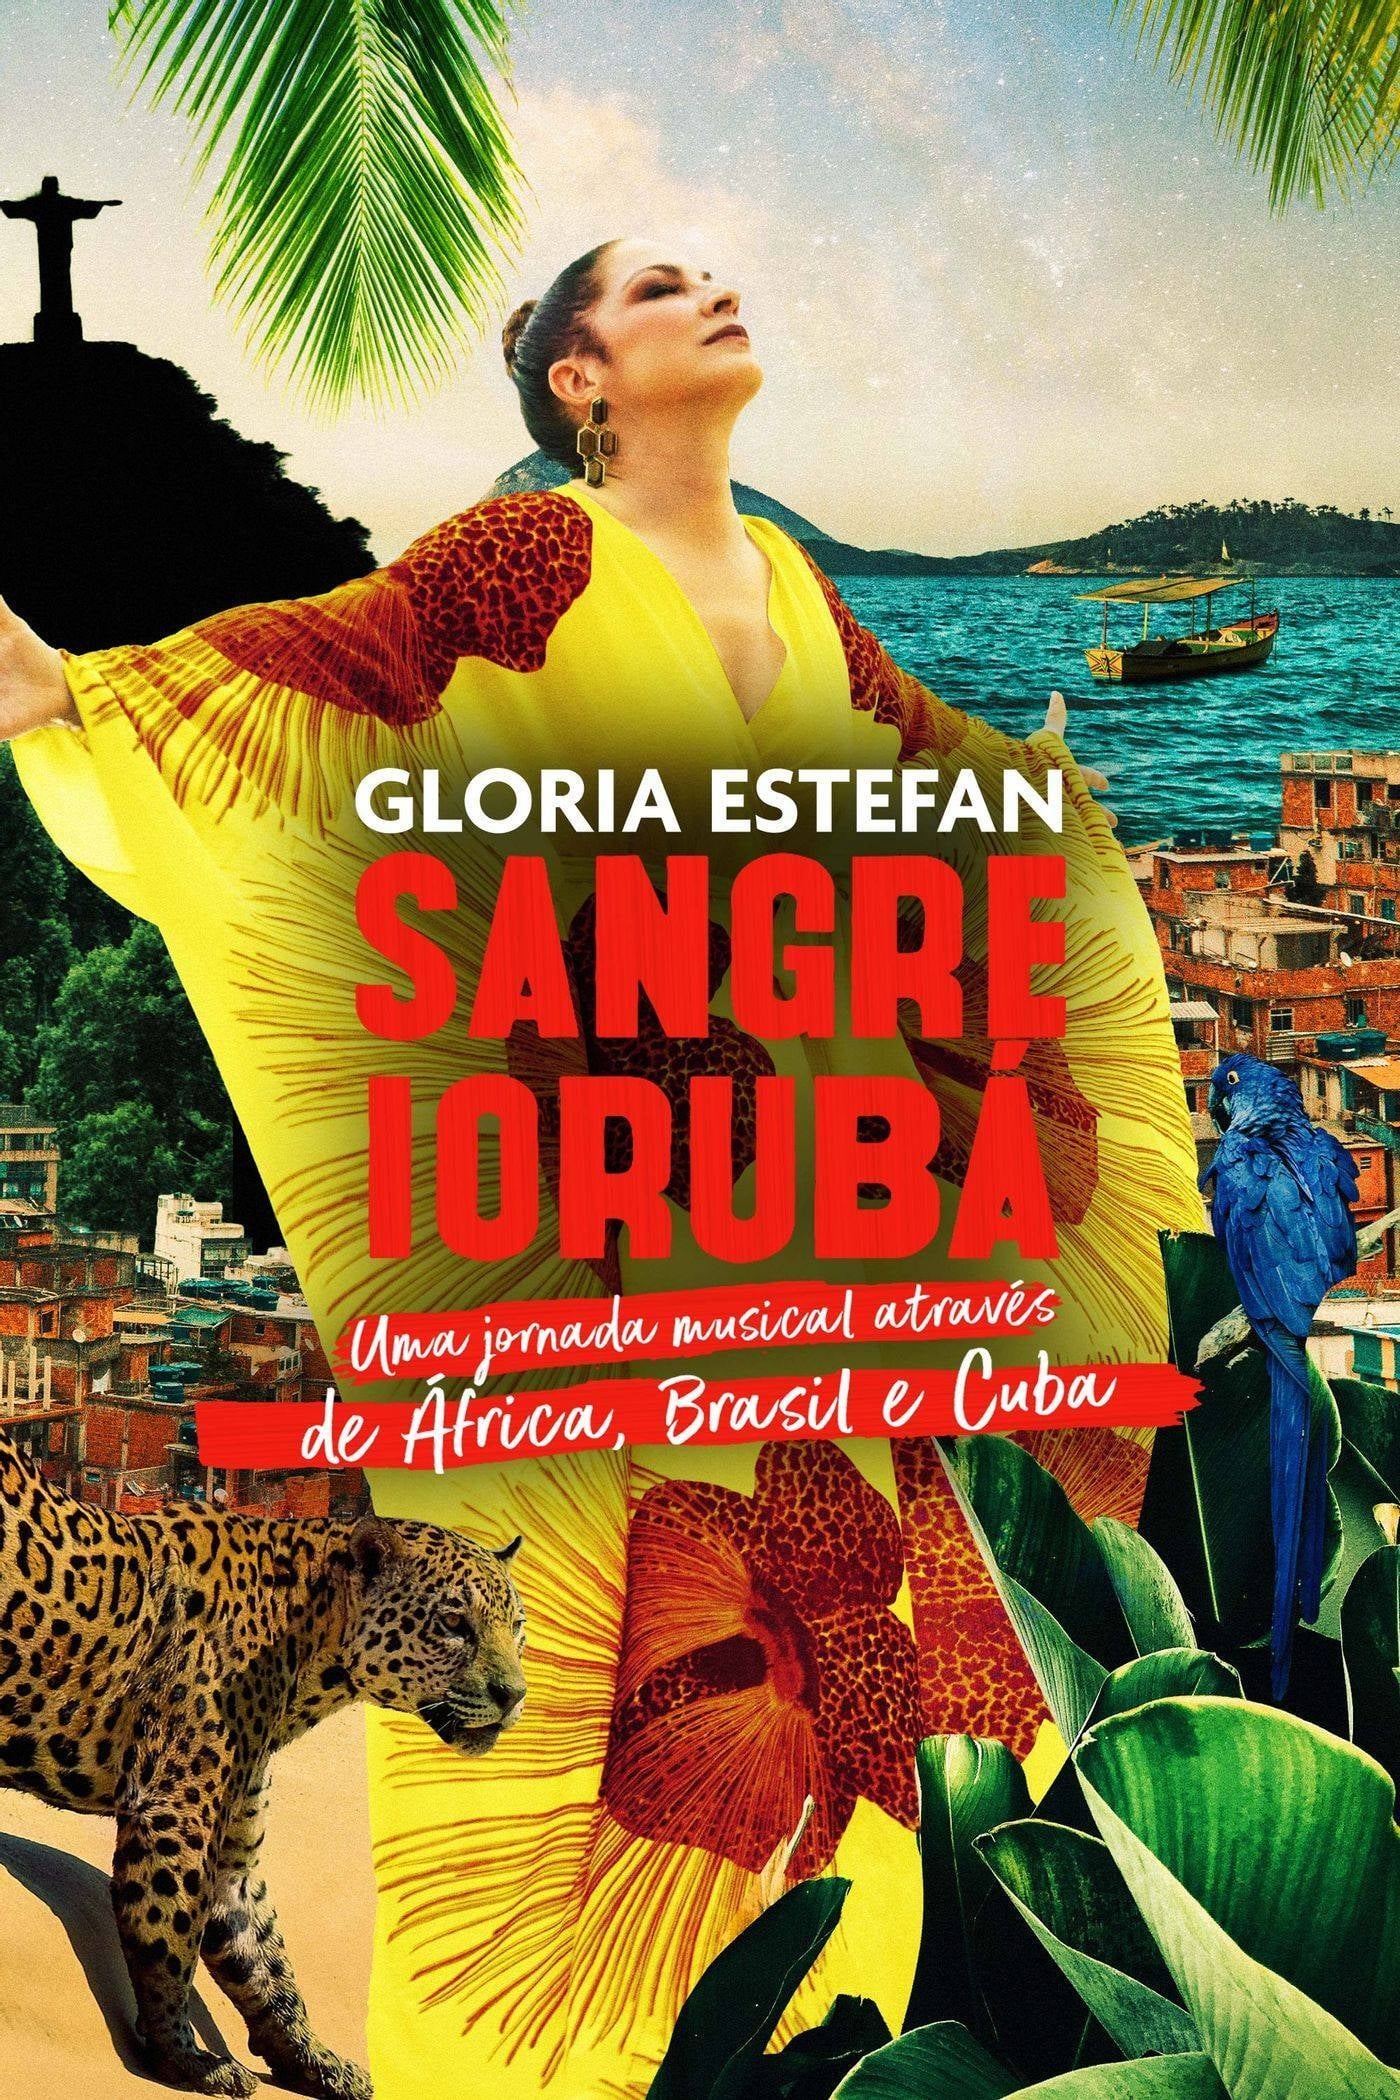 GLORIA ESTEFAN
SANGRE
IORUBÁ
Uma jornada musical através
de África, Brasil e Cuba